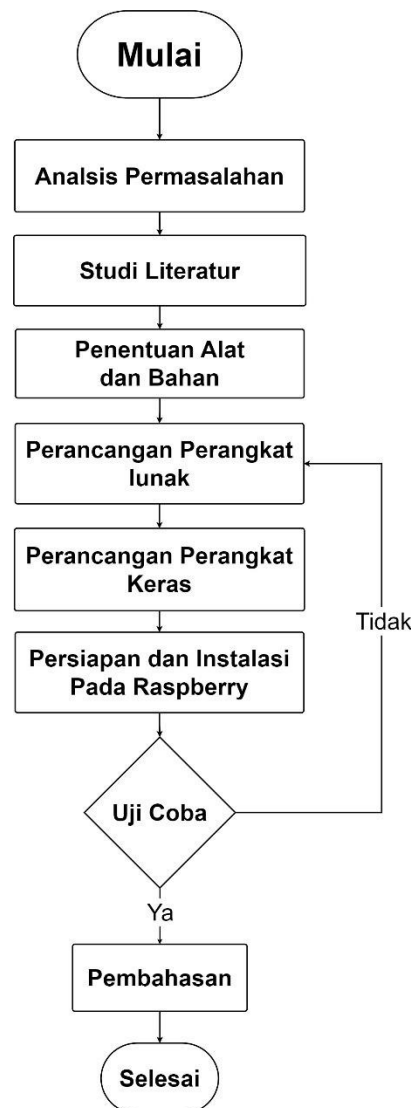 Mulai
Analsis Permasalahan
Studi Literatur
Penentuan Alat
dan Bahan
Perancangan Perangkat
lunak
Perancangan Perangkat
Keras
Tidak
Persiapan dan Instalasi
Pada Raspberry
Uji Coba
Ya
Pembahasan
Selesai